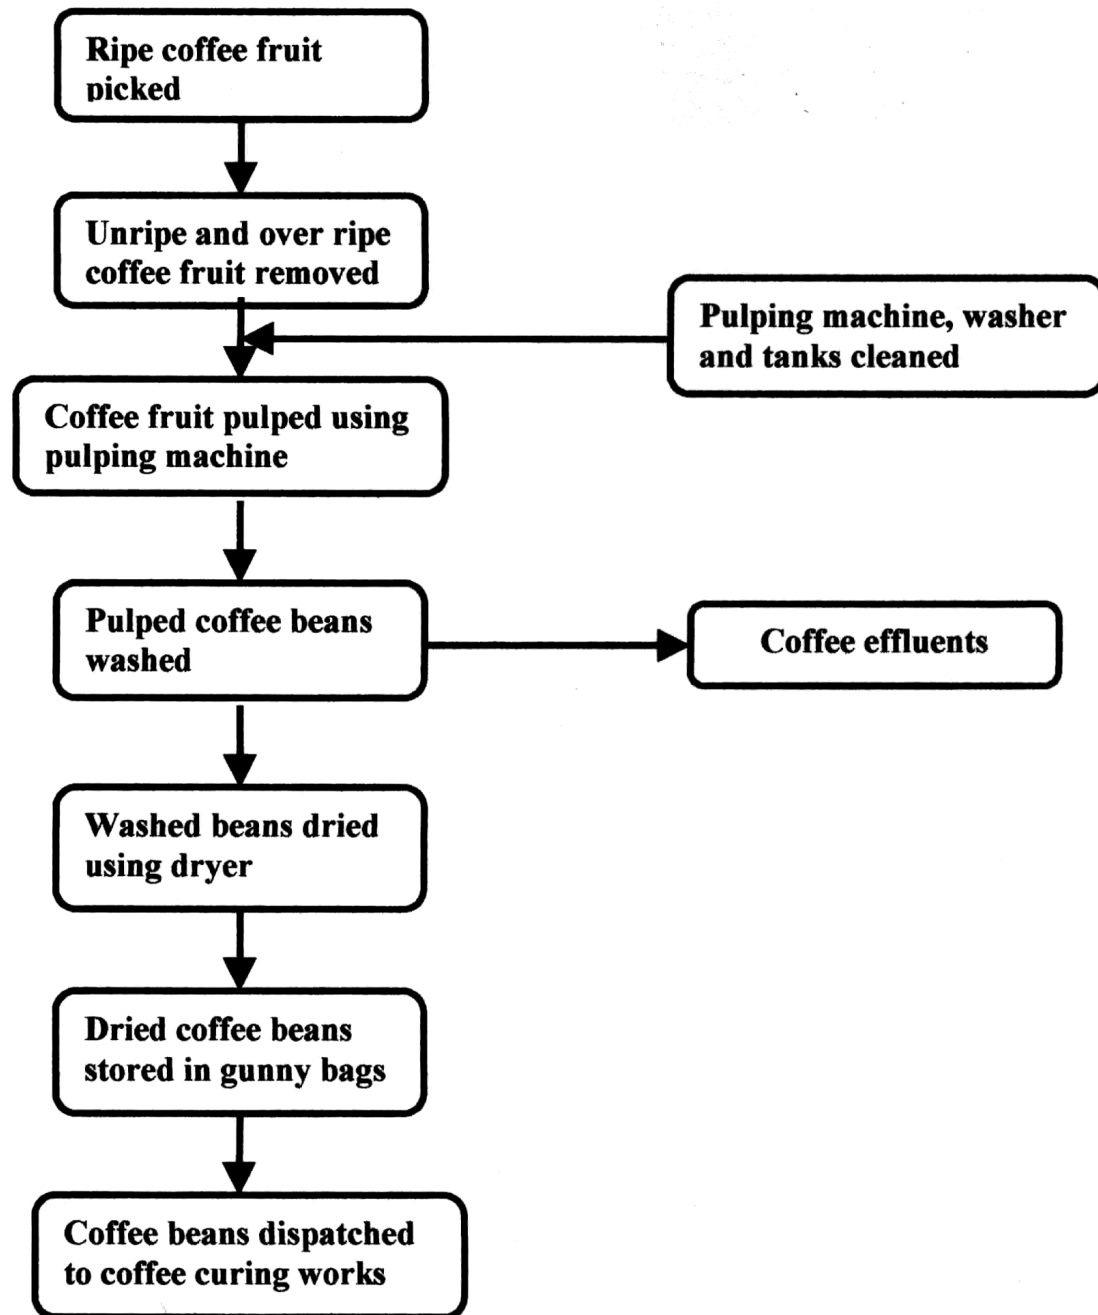 Ripe coffee fruit
picked
Unripe and over ripe
coffee fruit removed
Pulping machine, washer
and tanks cleaned
Coffee fruit pulped using
pulping machine
Pulped coffee beans
washed
Coffee effluents
Washed beans dried
using dryer
Dried coffee beans
stored in gunny bags
Coffee beans dispatched
to coffee curing works